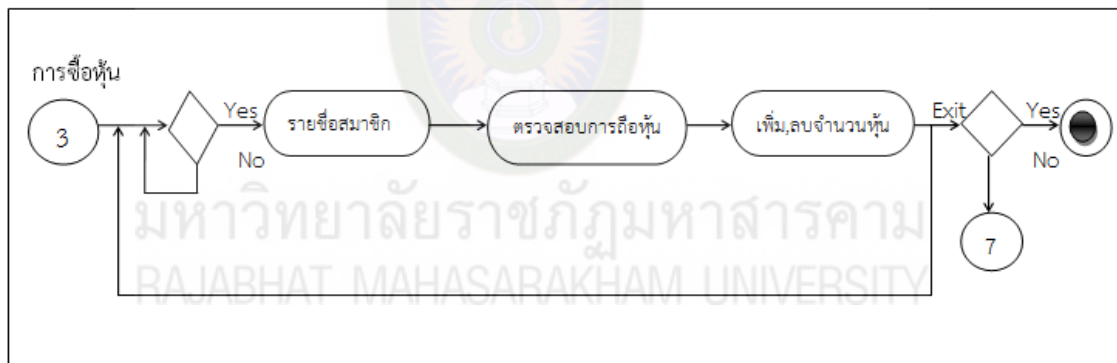 การซื้อหุ้น
3
Yes
No
รายชื่อสมาชิก
ตรวจสอบการถือหุ้น
เพิ่ม,ลบจำนวนหุ้น
Exit
Yes
No
7
มหาวิทยาลัยราชภัฏมหาสารคาม
RAJABHAT MAHASARAKHAM UNIVERSITY